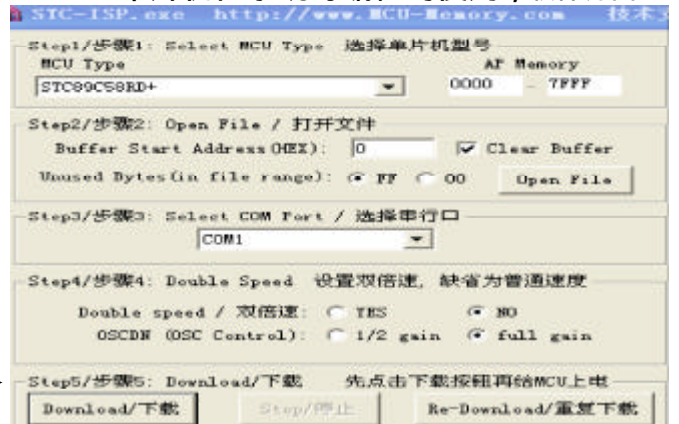 STC-ISP.exe http://www.MCU-Memory.com 技术支
Step1/步骤1: Select MCU Type 选择单片机型号
MCU Type AP Memory
STC89C58RD+ 0000 - 7FFF
Step2/步骤2: Open File / 打开文件
Buffer Start Address(HEX): 0 Clear Buffer
Unused Bytes(in file range): FF 00 Open File
Step3/步骤3: Select COM Port / 选择串行口
COM1
Step4/步骤4: Double Speed 设置双倍速, 缺省为普通速度
Double speed / 双倍速: YES NO
OSCDN (OSC Control): 1/2 gain full gain
Step5/步骤5: Download/下载 先点击下载按钮再给MCU上电
Download/下载 Stop/停止 Re-Download/重复下载